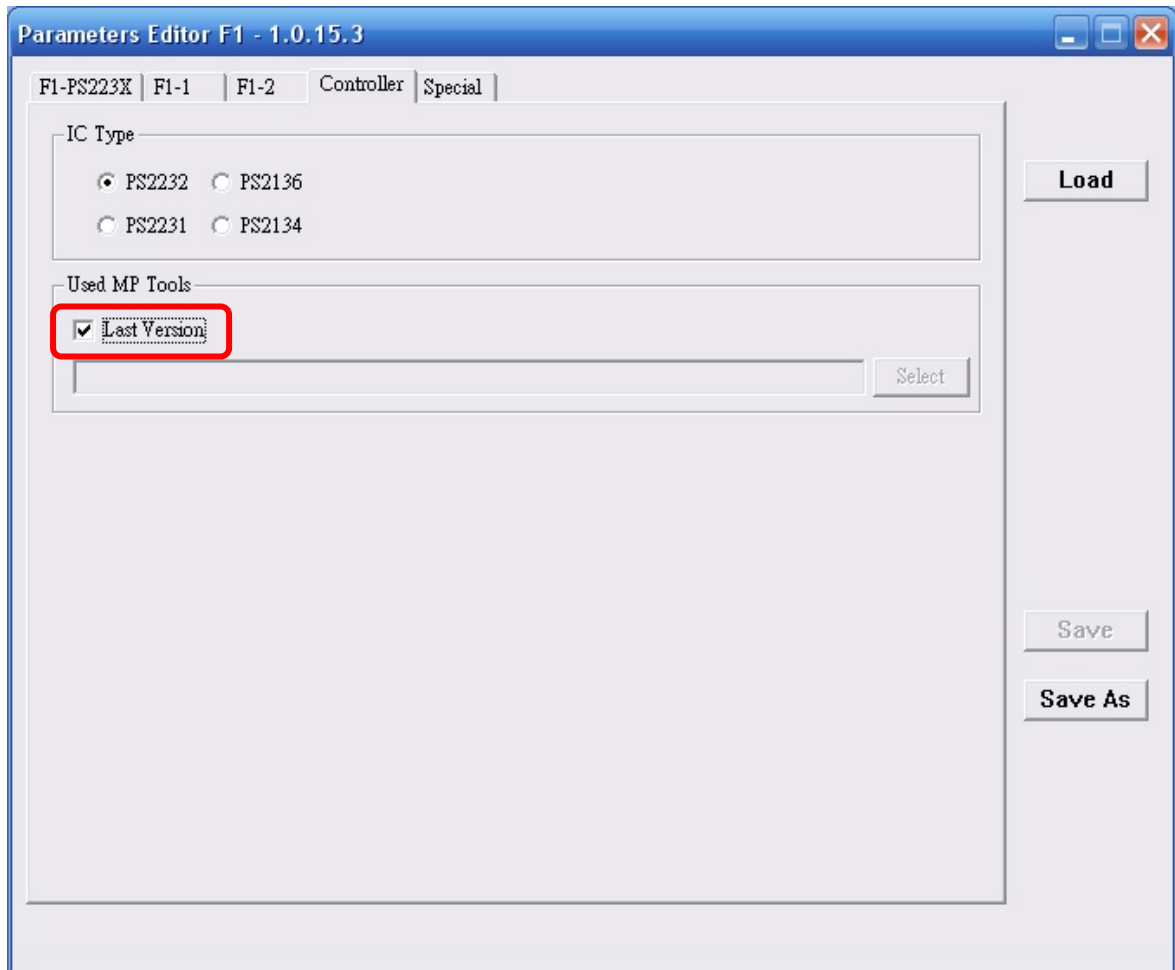 Parameters Editor F1 - 1.0.15.3
F1-PS223X F1-1 F1-2 Controller Special
IC Type
PS2232 PS2136
Load
PS2231 PS2134
Used MP Tools
Last Version
Select
Save
Save As